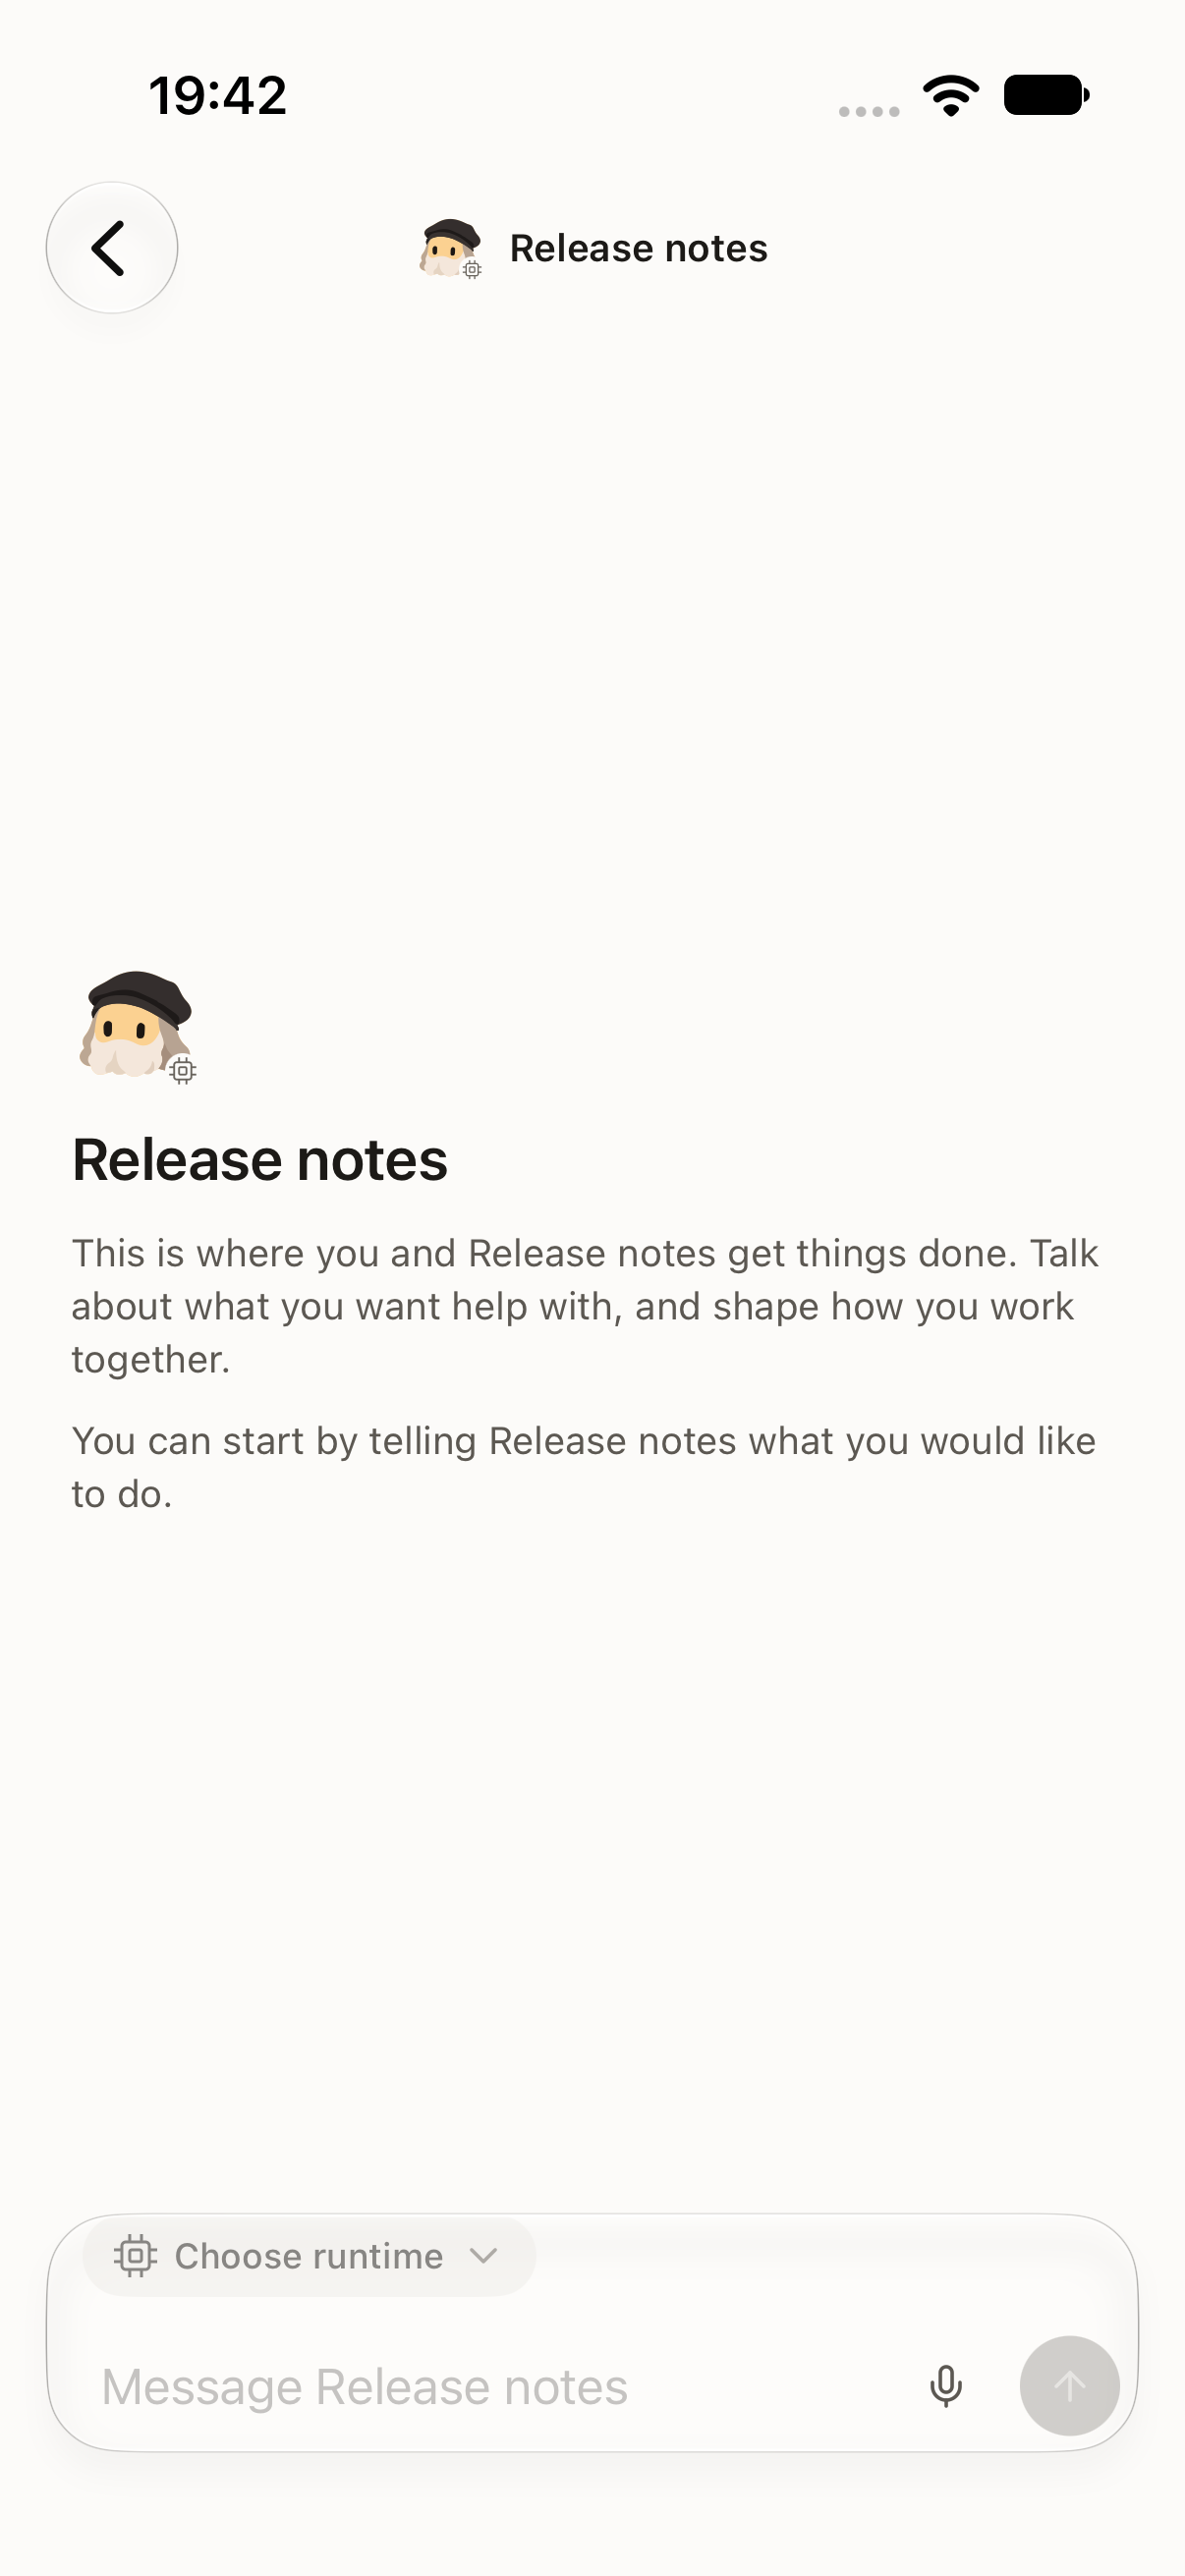 19:42
Release notes
Release notes
This is where you and Release notes get things done. Talk
about what you want help with, and shape how you work
together.
You can start by telling Release notes what you would like
to do.
Choose runtime
Message Release notes